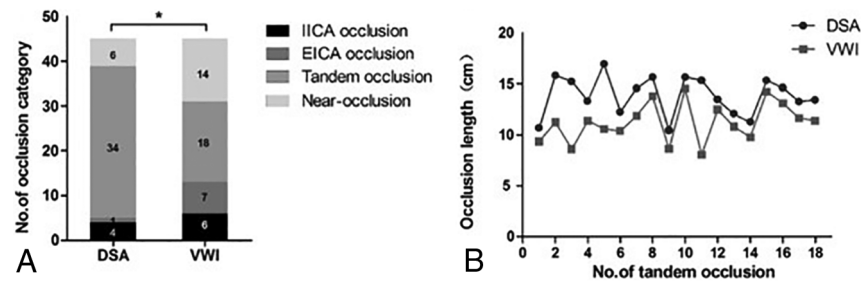 50
40
30
20
10
0
No.of occlusion category
*
6
34
1
4
14
18
7
6
DSA
VWI
IICA occlusion
EICA occlusion
Tandem occlusion
Near-occlusion
A
20
15
10
5
0
Occlusion length (cm)
0 2 4 6 8 10 12 14 16 18
No.of tandem occlusion
DSA
VWI
B